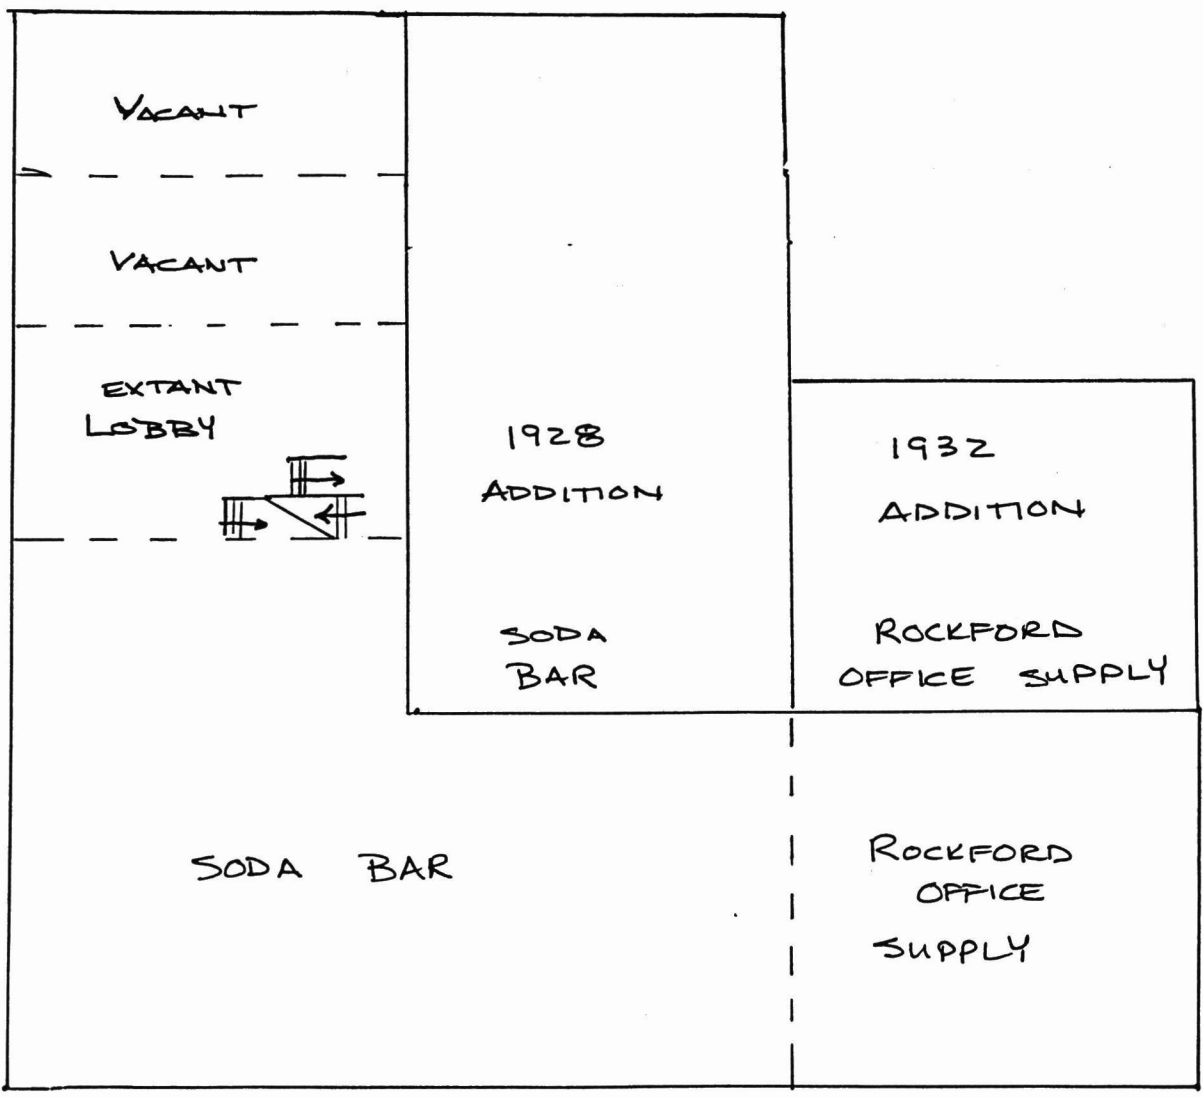 VACANT
VACANT
EXTANT
LOBBY
1928
ADDITION
SODA
BAR
1932
ADDITION
ROCKFORD
OFFICE SUPPLY
SODA BAR
ROCKFORD
OFFICE
SUPPLY